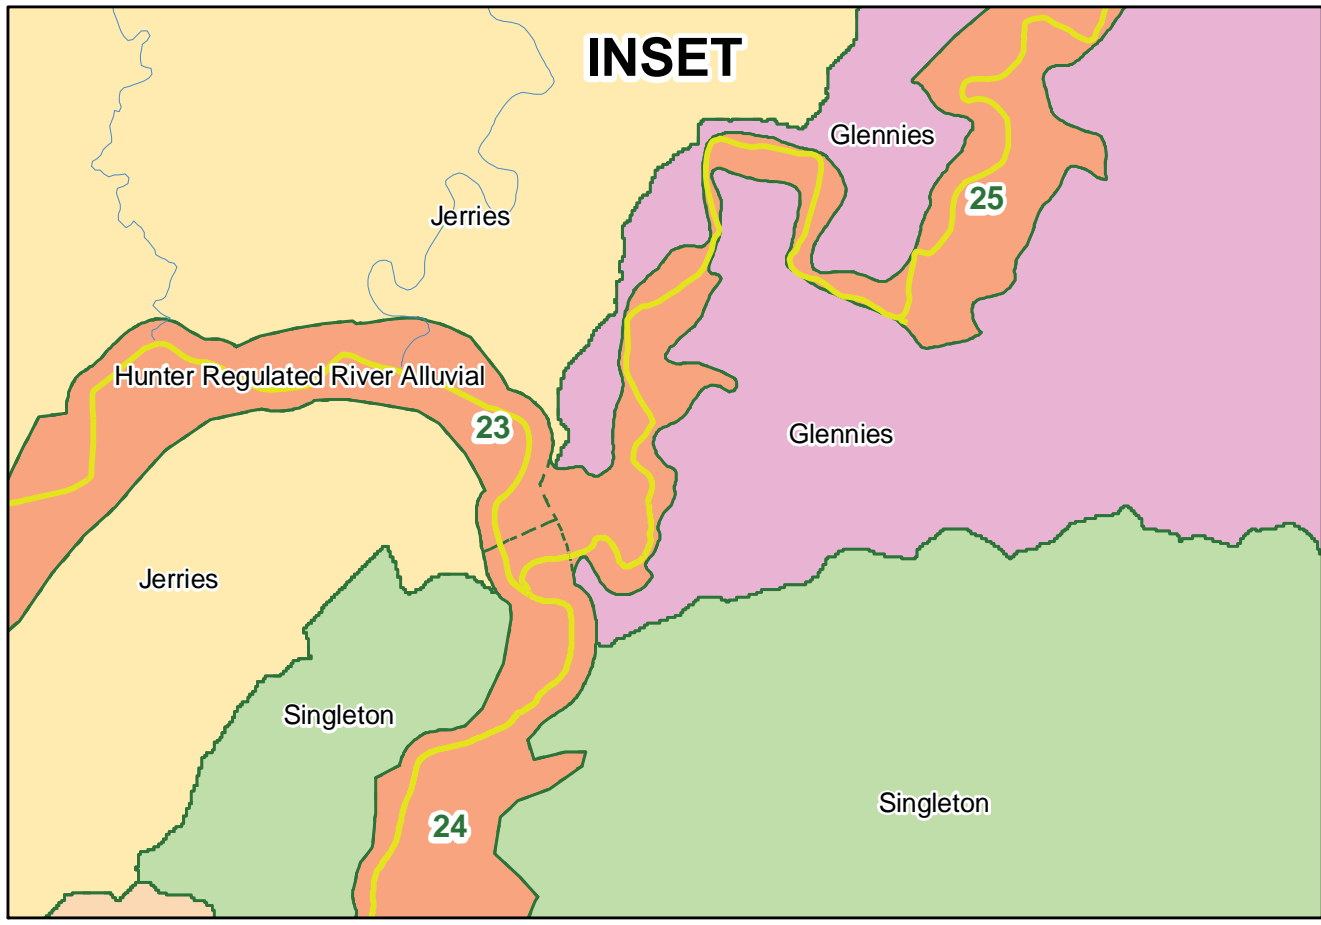 INSET
Glennies
25
Jerries
Hunter Regulated River Alluvial
23
Glennies
Jerries
Singleton
Singleton
24